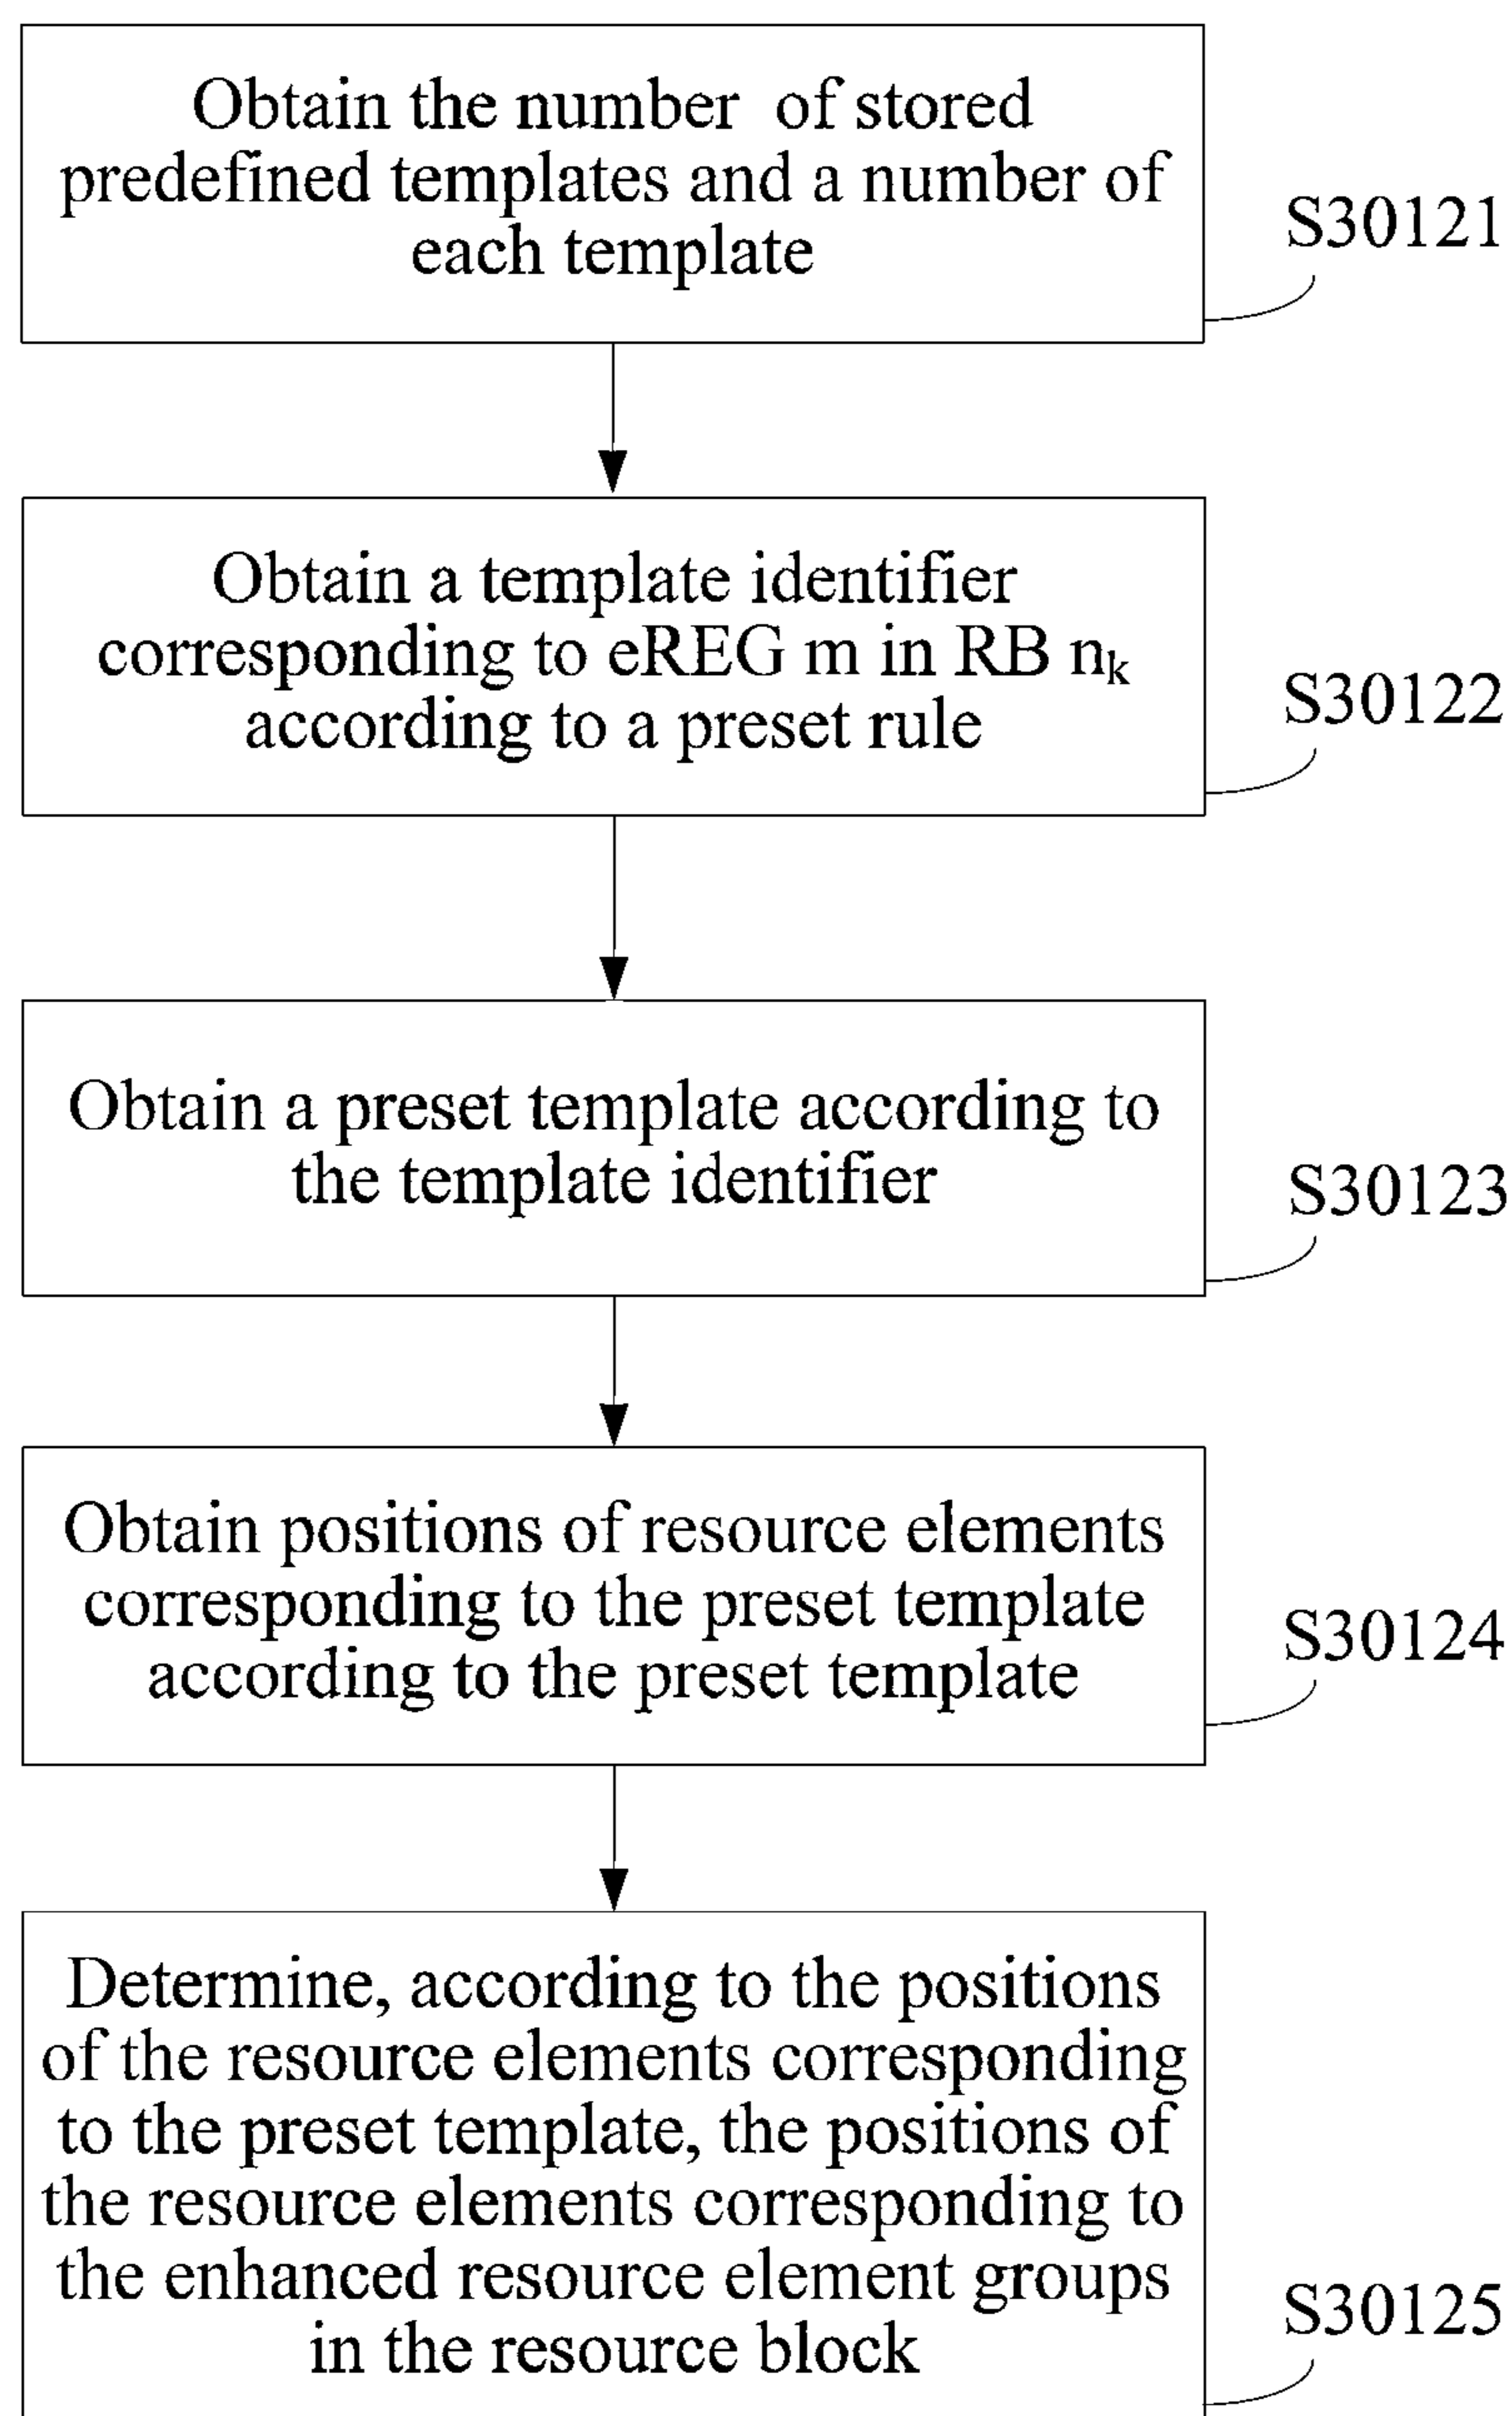 Obtain the number of stored
predefined templates and a number of
each template
S30121
Obtain a template identifier
corresponding to eREG m in RB nk
according to a preset rule
S30122
Obtain a preset template according to
the template identifier
S30123
Obtain positions of resource elements
corresponding to the preset template
according to the preset template
S30124
Determine, according to the positions
of the resource elements corresponding
to the preset template, the positions of
the resource elements corresponding to
the enhanced resource element groups
in the resource block
S30125